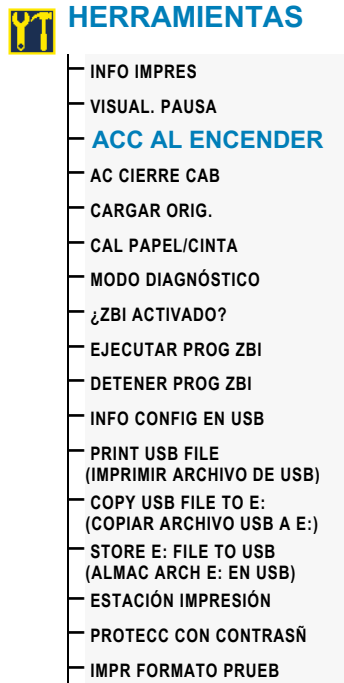 HERRAMIENTAS
INFO IMPRES
VISUAL. PAUSA
ACC AL ENCENDER
AC CIERRE CAB
CARGAR ORIG.
CAL PAPEL/CINTA
MODO DIAGNÓSTICO
¿ZBI ACTIVADO?
EJECUTAR PROG ZBI
DETENER PROG ZBI
INFO CONFIG EN USB
PRINT USB FILE
(IMPRIMIR ARCHIVO DE USB)
COPY USB FILE TO E:
(COPIAR ARCHIVO USB A E:)
STORE E: FILE TO USB
(ALMAC ARCH E: EN USB)
ESTACIÓN IMPRESIÓN
PROTECC CON CONTRASÑ
IMPR FORMATO PRUEB